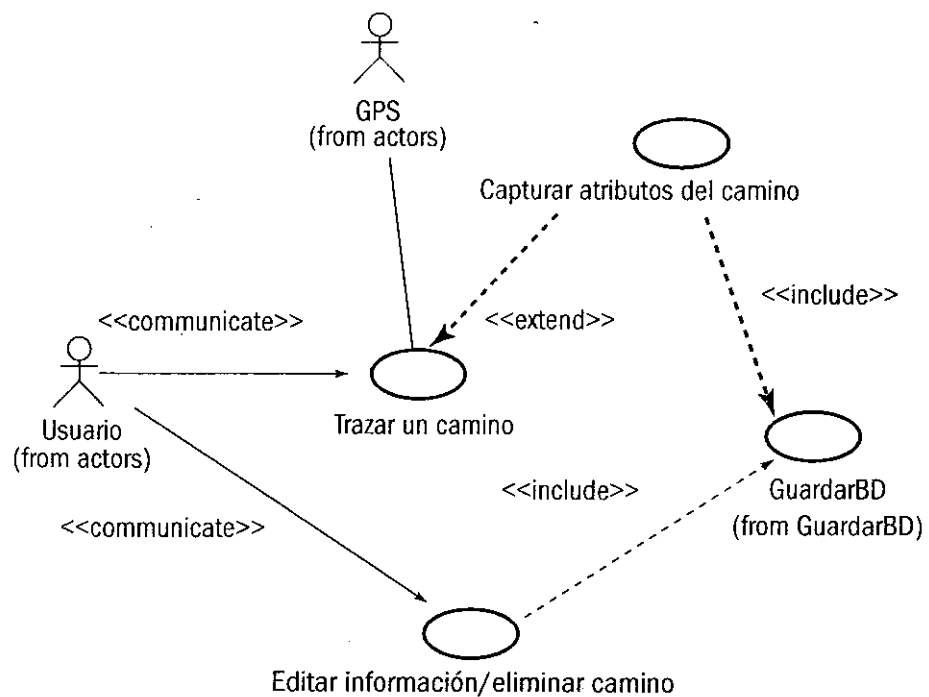 GPS
(from actors)
Capturar atributos del camino
<<include>>
<<communicate>>
<<extend>>
Usuario
(from actors)
Trazar un camino
<<include>>
GuardarBD
(from GuardarBD)
<<communicate>>
Editar información/eliminar camino